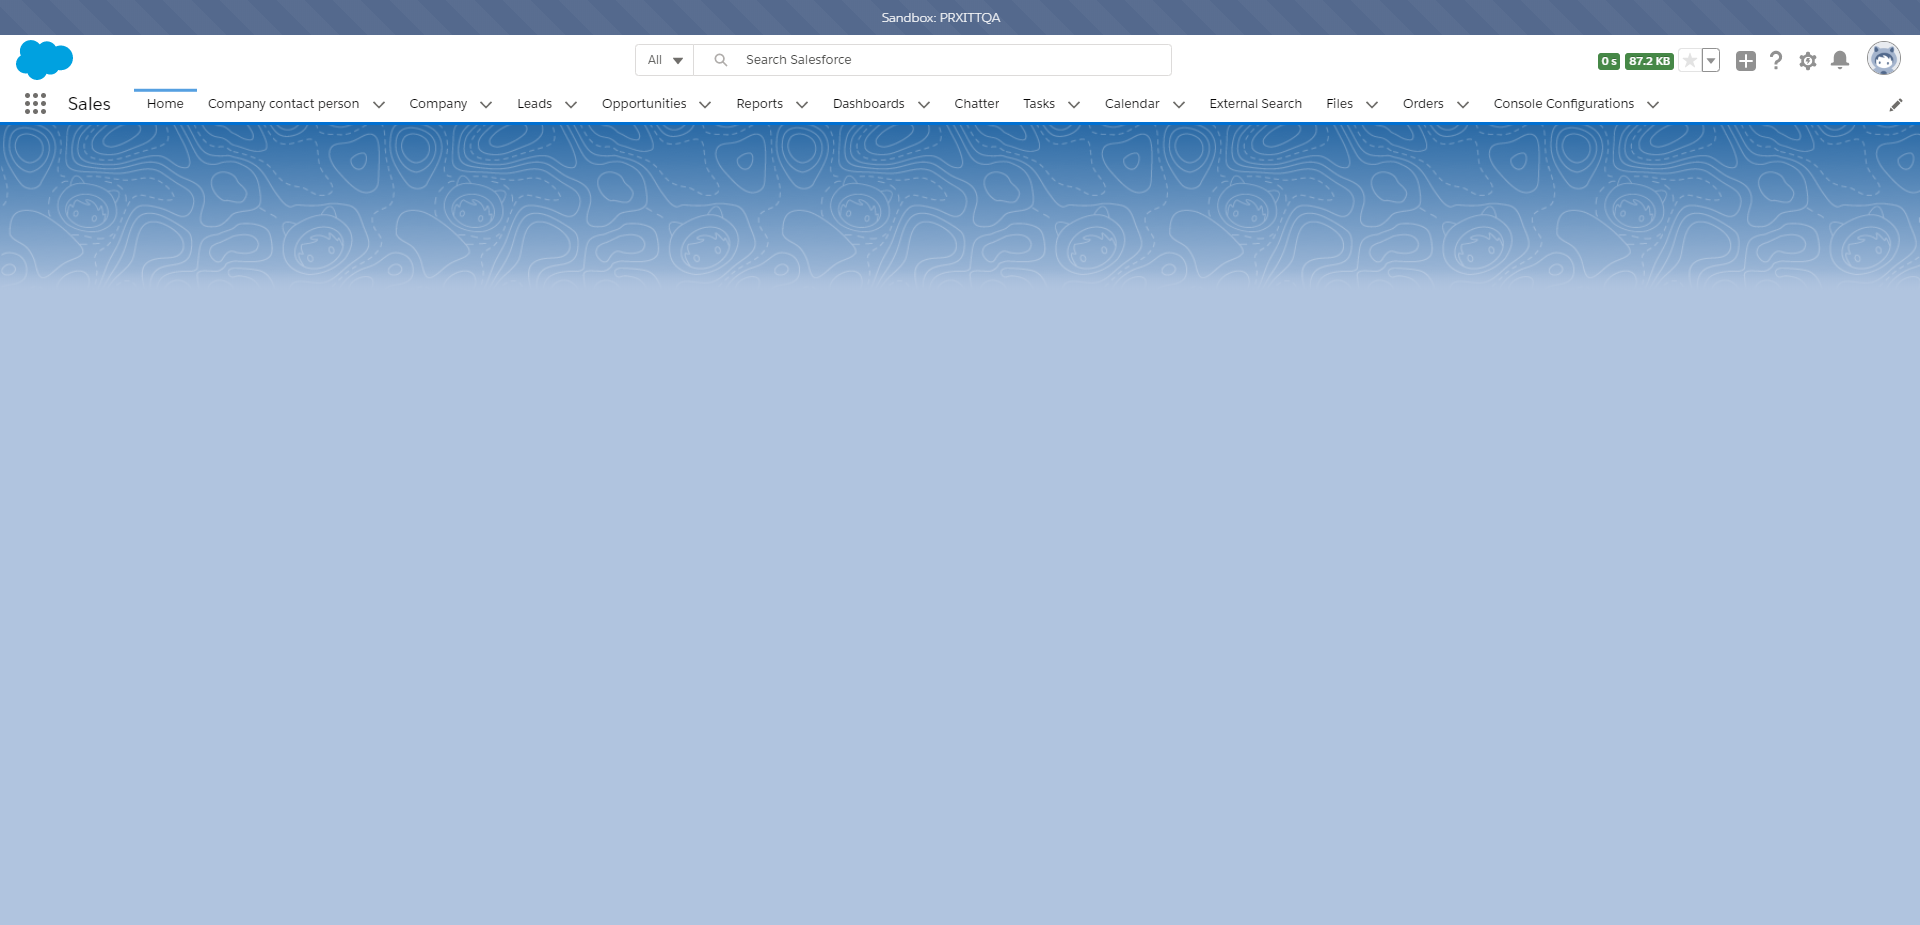 Sandbox: PRXITTQA
All Search Salesforce 0 s 87.2 KB
Sales Home Company contact person Company Leads Opportunities Reports Dashboards Chatter Tasks Calendar External Search Files Orders Console Configurations